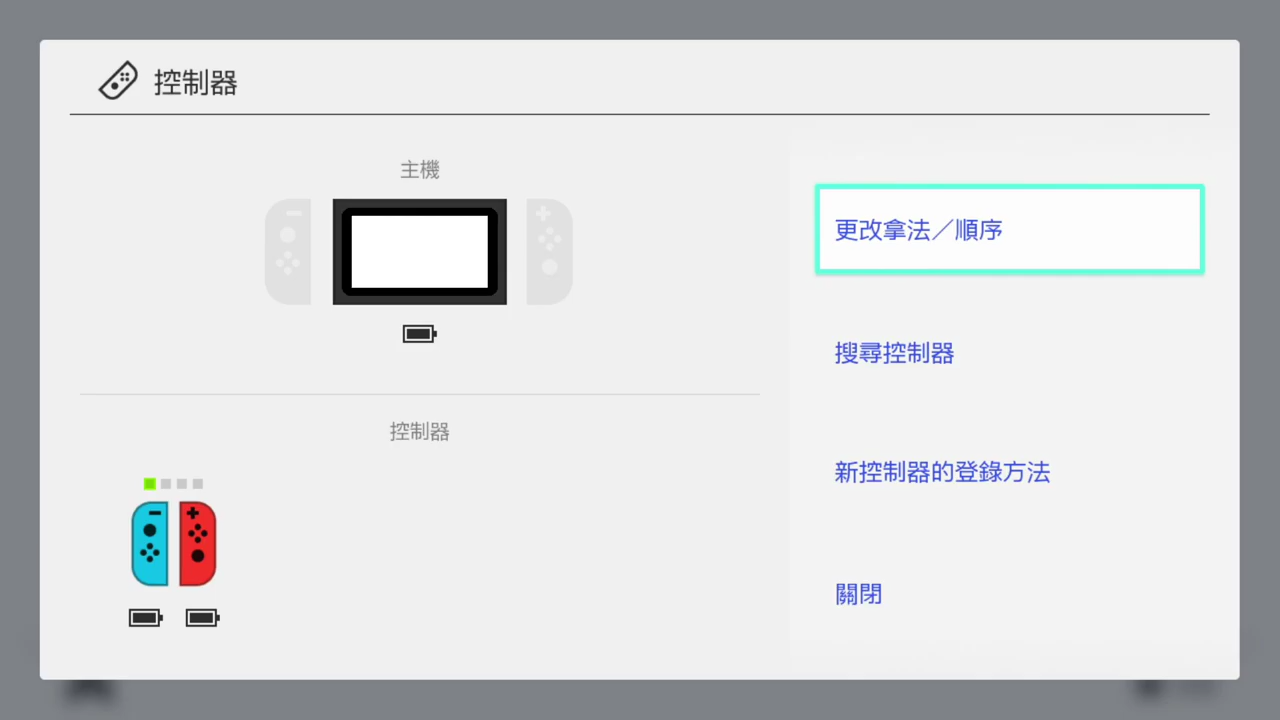 控制器
主機
控制器
更改拿法／順序
搜尋控制器
新控制器的登錄方法
關閉